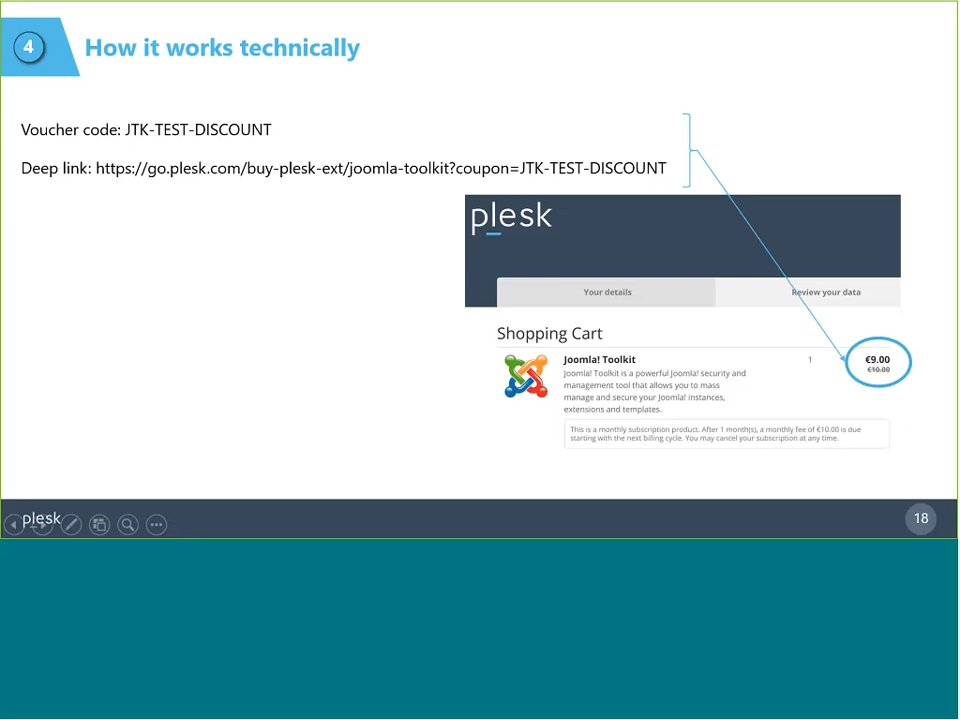 4
How it works technically
Voucher code: JTK-TEST-DISCOUNT
Deep link: https://go.plesk.com/buy-plesk-ext/joomla-toolkit?coupon=JTK-TEST-DISCOUNT
plesk
Your details
Review your data
Shopping Cart
Joomla! Toolkit
1
€9.00
€10.00
Joomla! Toolkit is a powerful Joomla! security and
management tool that allows you to mass
manage and secure your Joomla! instances,
extensions and templates.
This is a monthly subscription product. After 1 month(s), a monthly fee of €10.00 is due
starting with the next billing cycle. You may cancel your subscription at any time.
plesk
18